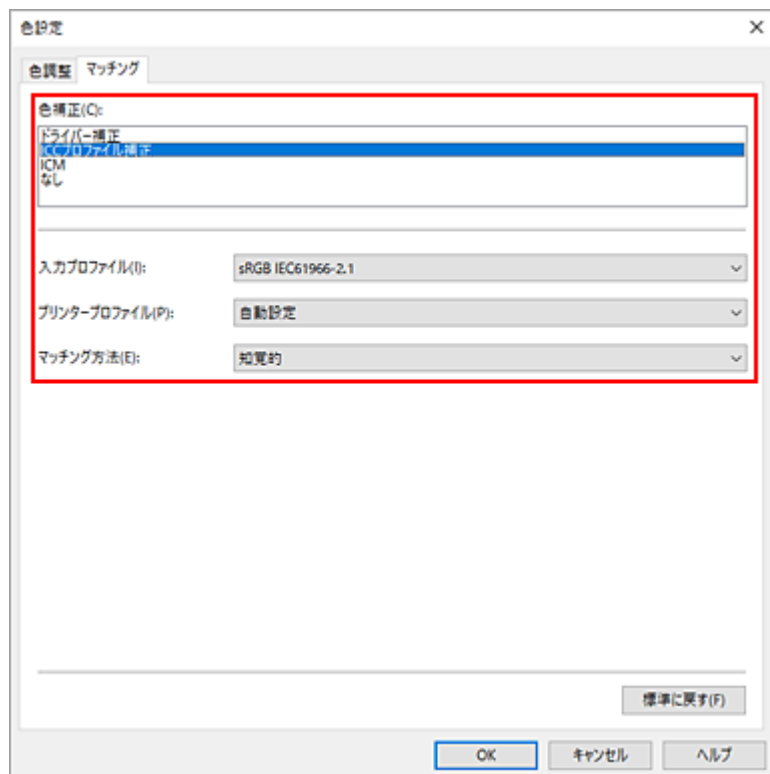 色設定
色調整 マッチング
色補正(C):
ドライバー補正
ICCプロファイル補正
ICM
なし
入力プロファイル(I): sRGB IEC61966-2.1
プリンタープロファイル(P): 自動設定
マッチング方法(E): 知覚的
標準に戻す(F)
OK キャンセル ヘルプ